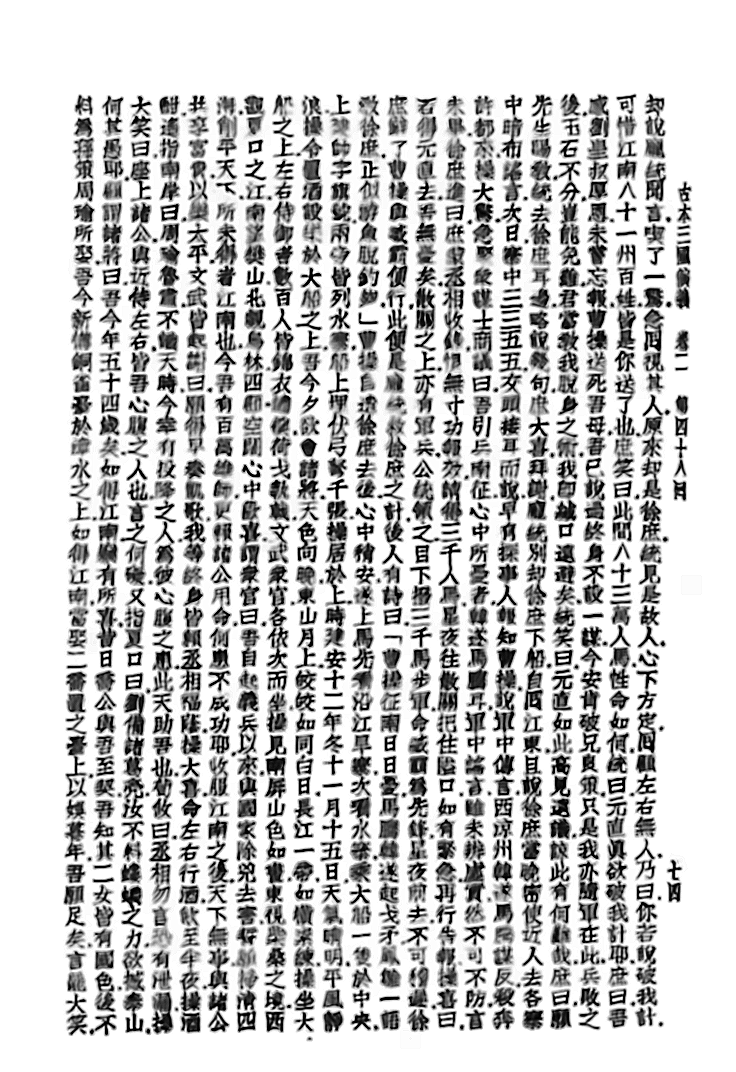 古本三國演義 卷二 第四十八回
七四
却說龐統聞言吃了一驚急回視其人原來却是徐庶統見是故人心下方定回顧左右無人乃曰你若說破我計
可惜江南八十一州百姓皆是你送了也庶笑曰此間八十三萬人馬性命如何統曰元直眞欲破我計耶庶曰吾
感劉皇叔厚恩未嘗忘報曹操送死吾母吾已說過終身不設一謀今安肯破兄良策只是我亦隨軍在此兵敗之
後玉石不分豈能免難君當敎我脫身之術我卽緘口遠避矣統笑曰元直如此高見遠識諒此有何難哉庶曰願
先生賜敎統去徐庶耳邊略說幾句庶大喜拜謝龐統別却徐庶下船自回江東且說徐庶當晚密使近人去各寨
中暗布謠言次日寨中三三五五交頭接耳而說早有探事人報知曹操說軍中傳言西涼州韓遂馬騰謀反殺奔
許都來操大驚急聚衆謀士商議曰吾引兵南征心中所憂者韓遂馬騰耳軍中謠言雖未辨虛實然不可不防言
未畢徐庶進曰庶蒙丞相收錄恨無寸功報効請得三千人馬星夜往散關把住隘口如有緊急再行告報操喜曰
若得元直去吾無憂矣散關之上亦有軍兵公統領之目下撥三千馬步軍命臧霸爲先鋒星夜前去不可稽遲徐
庶辭了曹操與臧霸便行此便是龐統救徐庶之計後人有詩曰「曹操征南日日憂馬騰韓遂起戈矛鳳雛一語
敎徐庶正似游魚脫釣鉤」曹操自遣徐庶去後心中稍安遂上馬先看沿江旱寨次看水寨乘大船一隻於中央
上建帥字旗號兩傍皆列水寨船上埋伏弓弩千張操居於上時建安十二年冬十一月十五日天氣晴明平風靜
浪操令置酒設樂於大船之上吾今夕欲會諸將天色向晚東山月上皎皎如同白日長江一帶如橫素練操坐大
船之上左右侍御者數百人皆錦衣繡襖荷戈執戟文武衆官各依次而坐操見南屏山色如畫東視柴桑之境西
觀夏口之江南望樊山北覷烏林四顧空闊心中歡喜謂衆官曰吾自起義兵以來與國家除兇去害誓願掃淸四
海削平天下所未得者江南也今吾有百萬雄師更賴諸公用命何患不成功耶收服江南之後天下無事與諸公
共享富貴以樂太平文武皆起謝曰願得早奏凱歌我等終身皆賴丞相福蔭操大喜命左右行酒飮至半夜操酒
酣遙指南岸曰周瑜魯肅不識天時今幸有投降之人爲彼心腹之患此天助吾也荀攸曰丞相勿言恐有泄漏操
大笑曰座上諸公與近侍左右皆吾心腹之人也言之何礙又指夏口曰劉備諸葛亮汝不料螻蟻之力欲撼泰山
何其愚耶顧謂諸將曰吾今年五十四歲矣如得江南竊有所喜昔日喬公與吾至契吾知其二女皆有國色後不
料爲孫策周瑜所娶吾今新構銅雀臺於漳水之上如得江南當娶二喬置之臺上以娛暮年吾願足矣言罷大笑